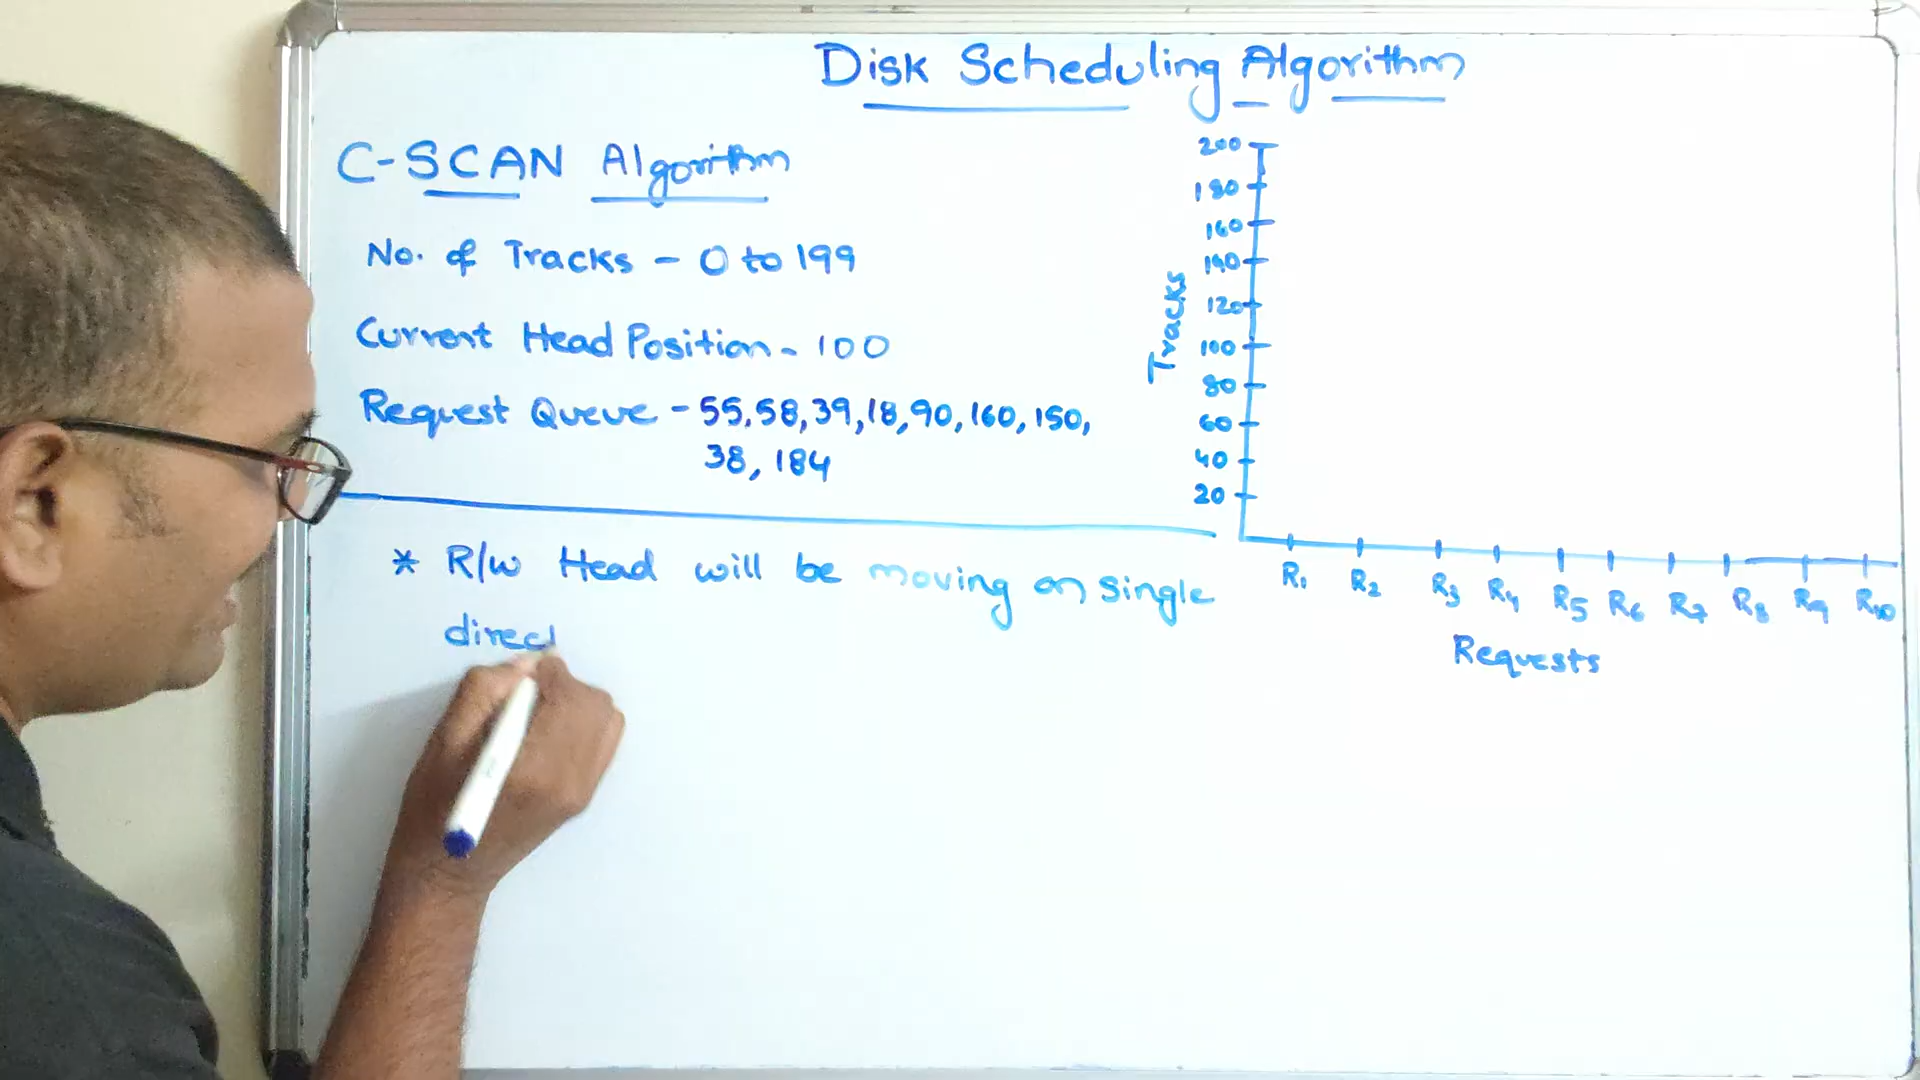 Disk Scheduling Algorithm
C-SCAN Algorithm
No. of Tracks - 0 to 199
Current Head Position - 100
Request Queue - 55, 58, 39, 18, 90, 160, 150,
38, 184
* R/W Head will be moving on single
direct
200
180
160
140
120
100
80
60
40
20
Tracks
R1 R2 R3 R4 R5 R6 R7 R8 R9 R10
Requests